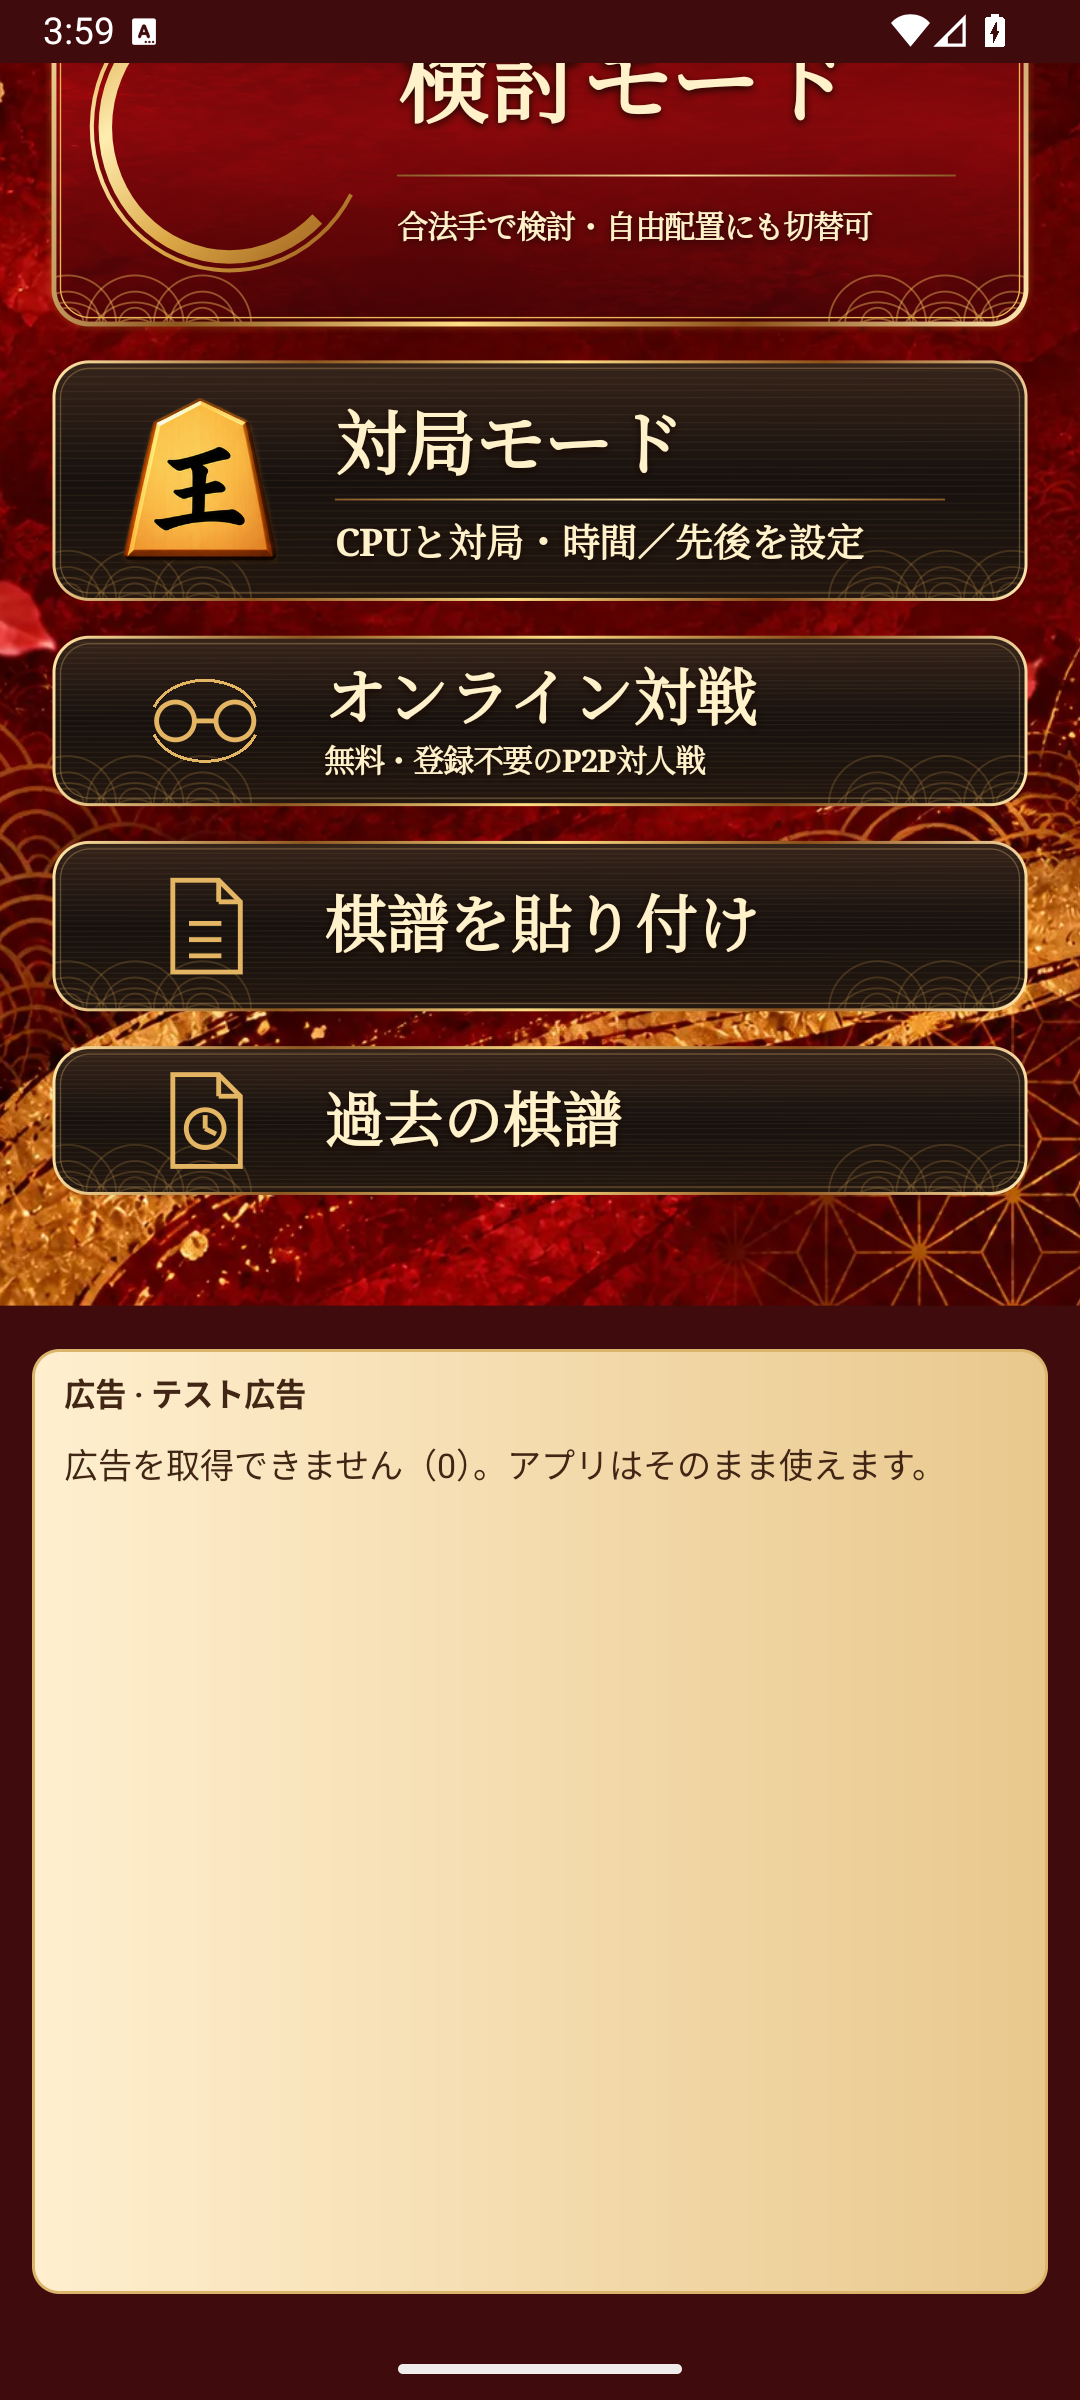 3:59
検討モード
合法手で検討・自由配置にも切替可
王
対局モード
CPUと対局・時間／先後を設定
オンライン対戦
無料・登録不要のP2P対人戦
棋譜を貼り付け
過去の棋譜
広告 · テスト広告
広告を取得できません（0）。アプリはそのまま使えます。